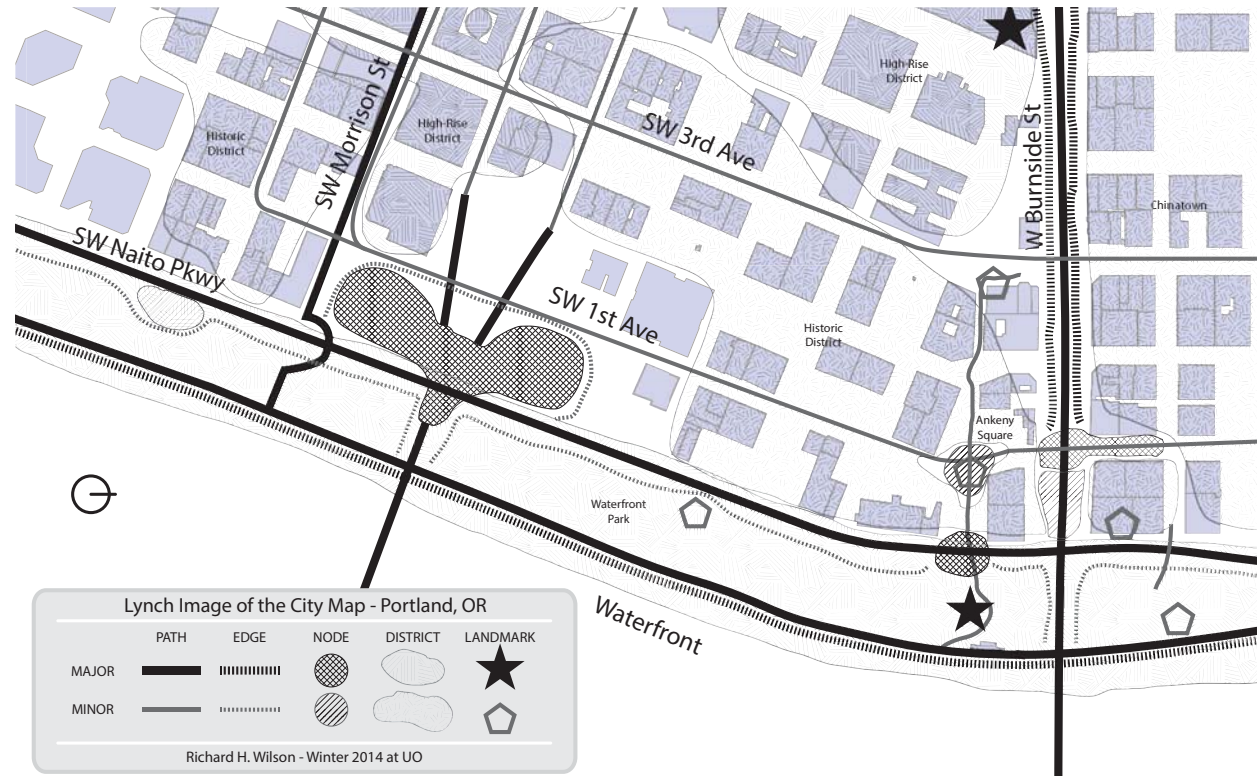 High-Rise
District
SW Morrison St
High-Rise
District
W Burnside St
Historic
District
SW 3rd Ave
Chinatown
SW Naito Pkwy
SW 1st Ave
Historic
District
Ankeny
Square
Waterfront
Park
Waterfront
Lynch Image of the City Map - Portland, OR
PATH EDGE NODE DISTRICT LANDMARK
MAJOR
MINOR
Richard H. Wilson - Winter 2014 at UO